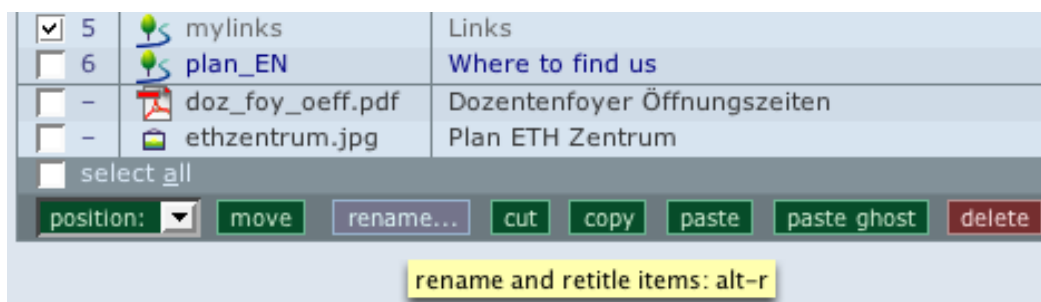 5 mylinks Links
6 plan_EN Where to find us
– doz_foy_oeff.pdf Dozentenfoyer Öffnungszeiten
– ethzentrum.jpg Plan ETH Zentrum
select all
position: move rename... cut copy paste paste ghost delete
rename and retitle items: alt–r